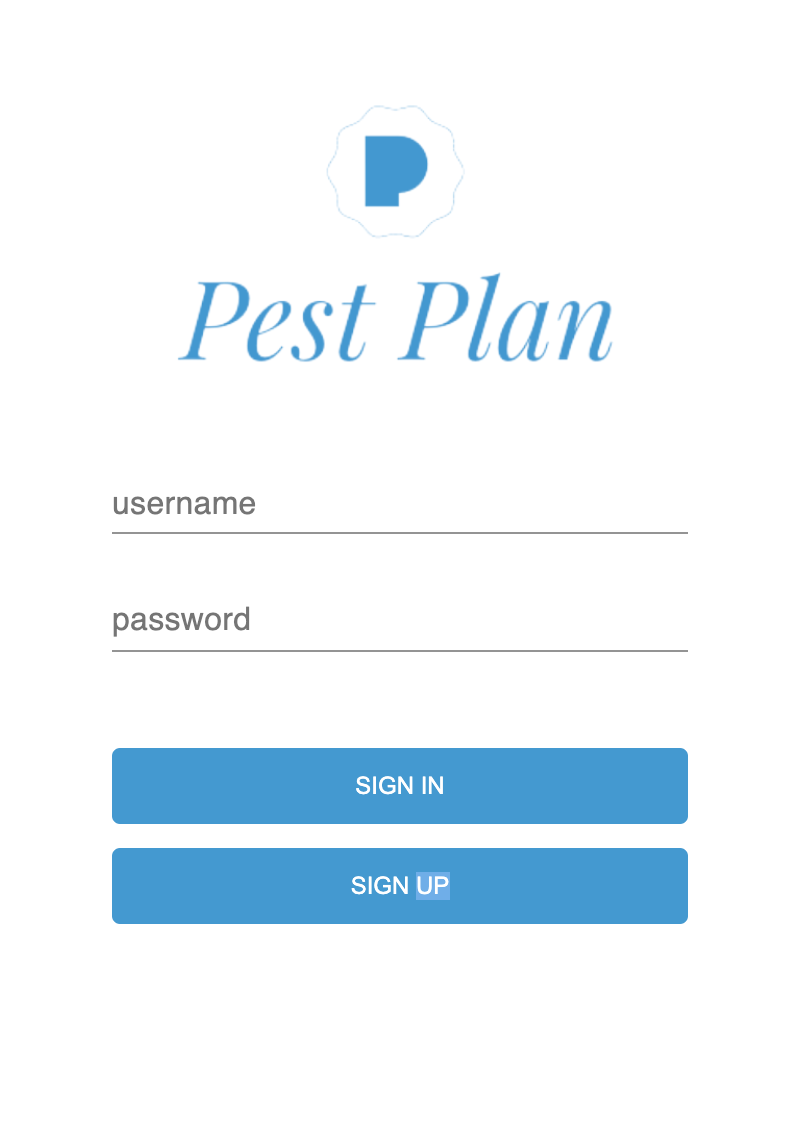 P
Pest Plan
username
password
SIGN IN
SIGN UP